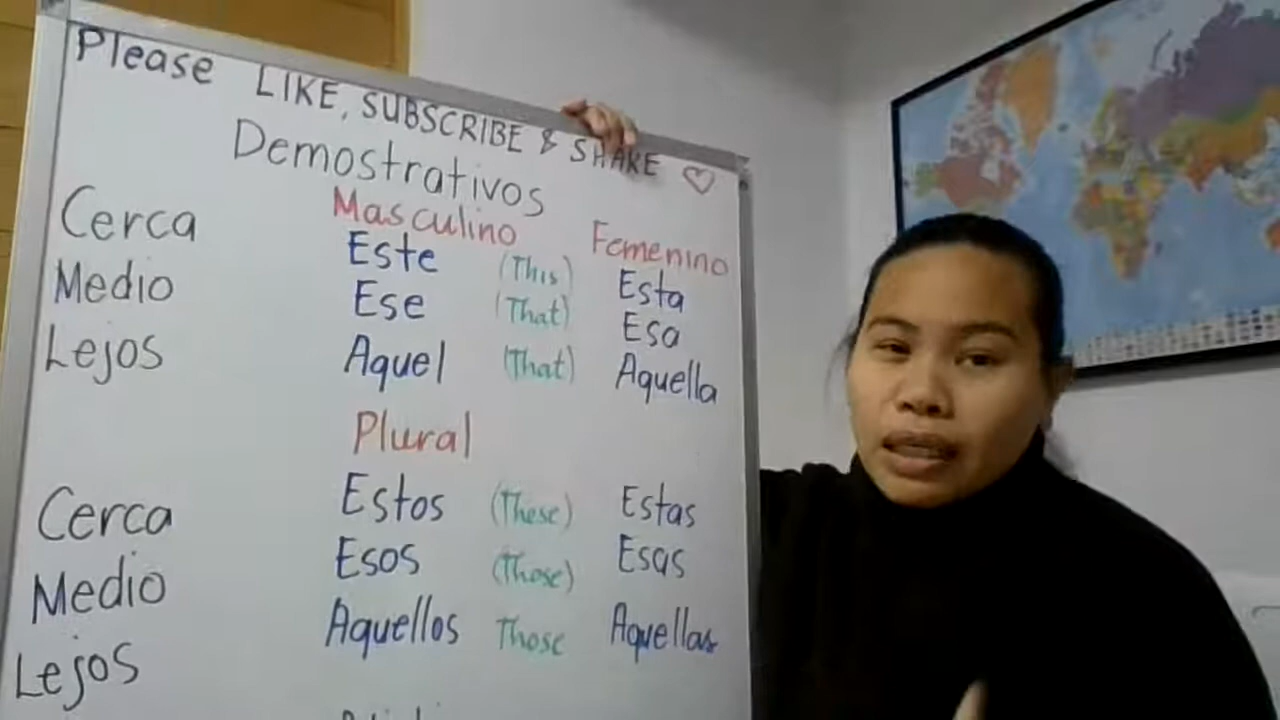 Please LIKE, SUBSCRIBE & SHARE ♡
Demostrativos
Masculino Femenino
Cerca Este (This) Esta
Medio Ese (That) Esa
Lejos Aquel (That) Aquella
Plural
Cerca Estos (These) Estas
Medio Esos (Those) Esas
Lejos Aquellos Those Aquellas